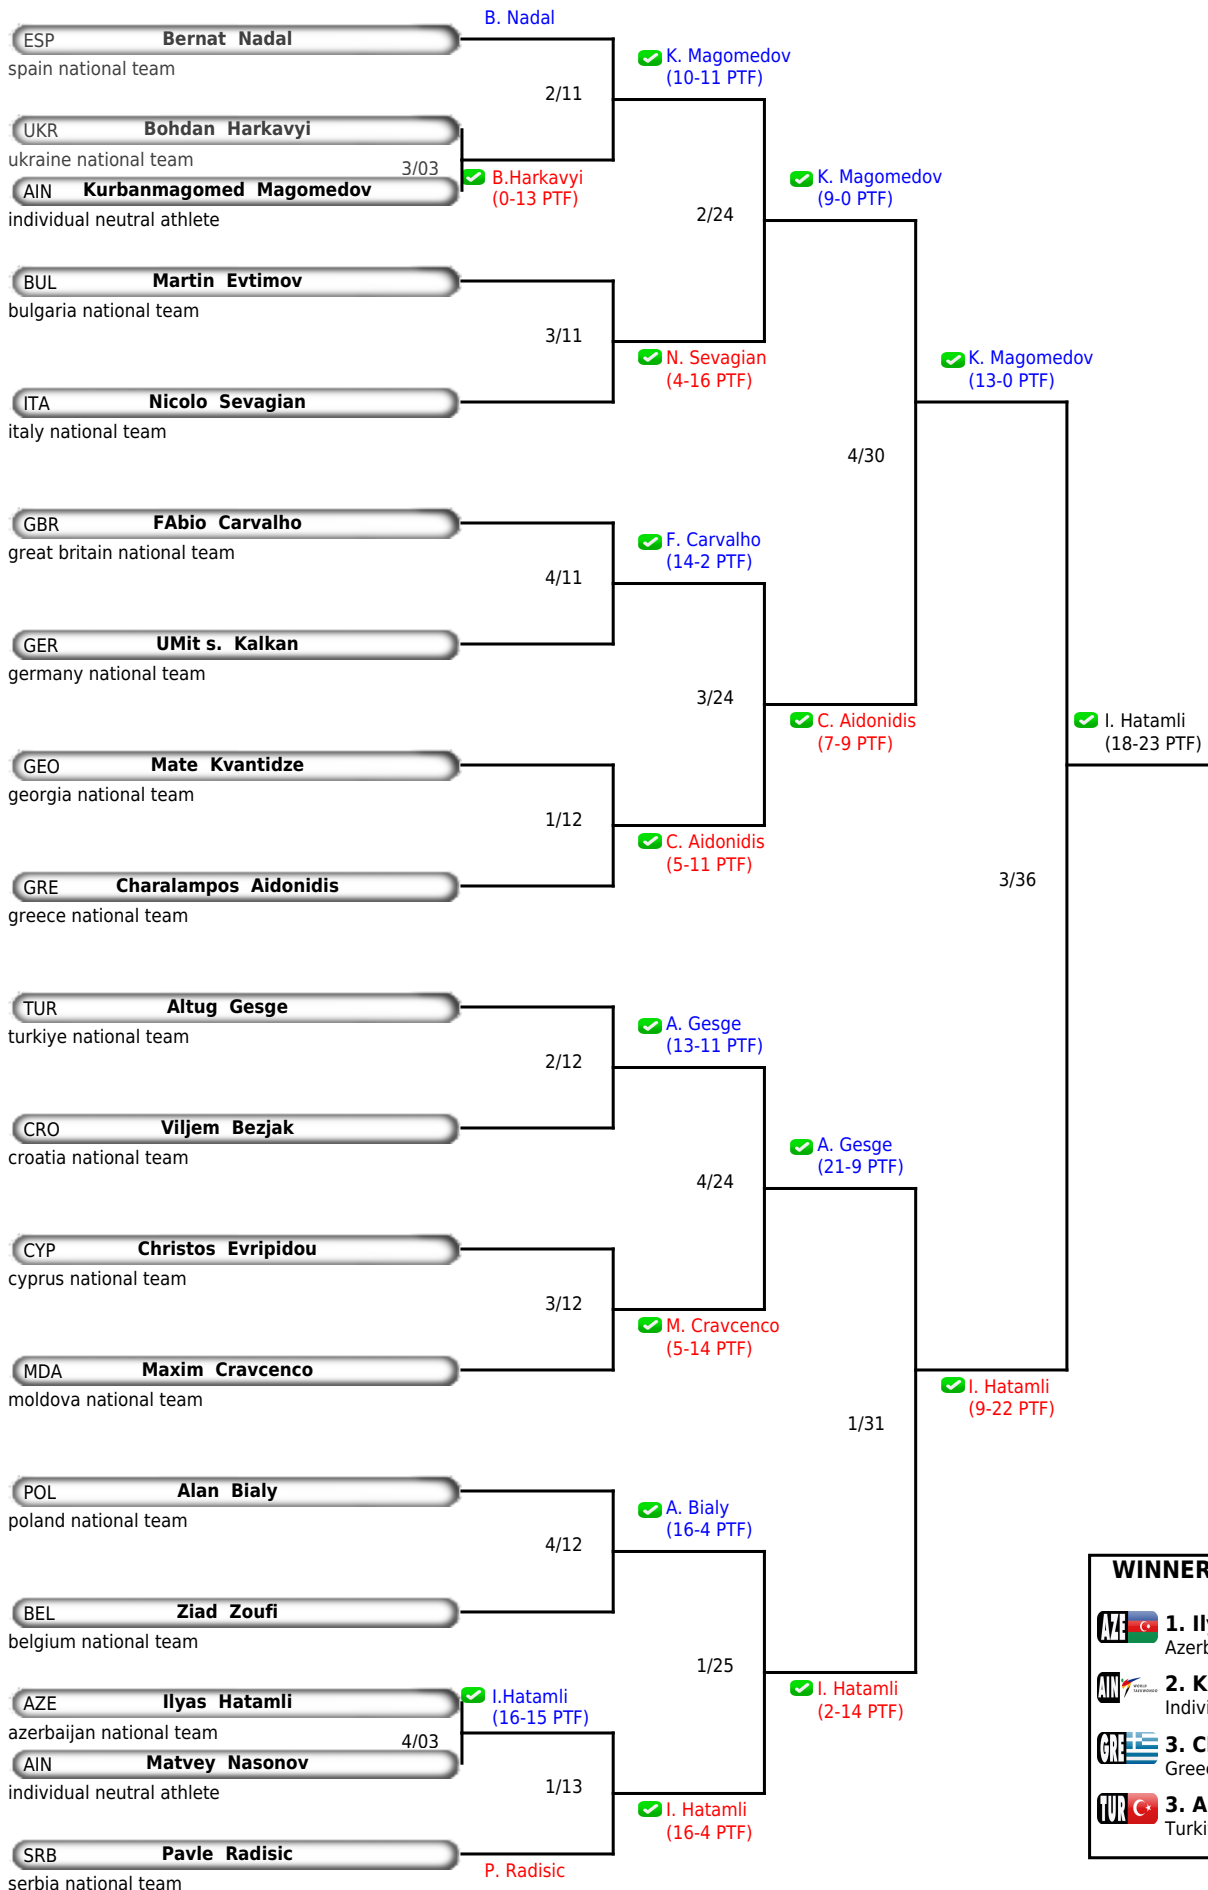 B. Nadal
ESP Bernat Nadal
spain national team
K. Magomedov
(10-11 PTF)
2/11
UKR Bohdan Harkavyi
ukraine national team
3/03
B.Harkavyi
(0-13 PTF)
AIN Kurbanmagomed Magomedov
individual neutral athlete
K. Magomedov
(9-0 PTF)
2/24
BUL Martin Evtimov
bulgaria national team
3/11
N. Sevagian
(4-16 PTF)
K. Magomedov
(13-0 PTF)
ITA Nicolo Sevagian
italy national team
4/30
GBR FAbio Carvalho
great britain national team
F. Carvalho
(14-2 PTF)
4/11
GER UMit s. Kalkan
germany national team
3/24
C. Aidonidis
(7-9 PTF)
I. Hatamli
(18-23 PTF)
GEO Mate Kvantidze
georgia national team
1/12
C. Aidonidis
(5-11 PTF)
3/36
GRE Charalampos Aidonidis
greece national team
TUR Altug Gesge
turkiye national team
A. Gesge
(13-11 PTF)
2/12
CRO Viljem Bezjak
croatia national team
A. Gesge
(21-9 PTF)
4/24
CYP Christos Evripidou
cyprus national team
3/12
M. Cravcenco
(5-14 PTF)
MDA Maxim Cravcenco
moldova national team
I. Hatamli
(9-22 PTF)
1/31
POL Alan Bialy
poland national team
A. Bialy
(16-4 PTF)
4/12
BEL Ziad Zoufi
belgium national team
1/25
I. Hatamli
(2-14 PTF)
AZE Ilyas Hatamli
azerbaijan national team
4/03
I.Hatamli
(16-15 PTF)
AIN Matvey Nasonov
individual neutral athlete
1/13
I. Hatamli
(16-4 PTF)
SRB Pavle Radisic
serbia national team
P. Radisic
WINNER
AZE 1. Ily
Azerb
AIN 2. K
Indivi
GRE 3. Cl
Greec
TUR 3. A
Turki